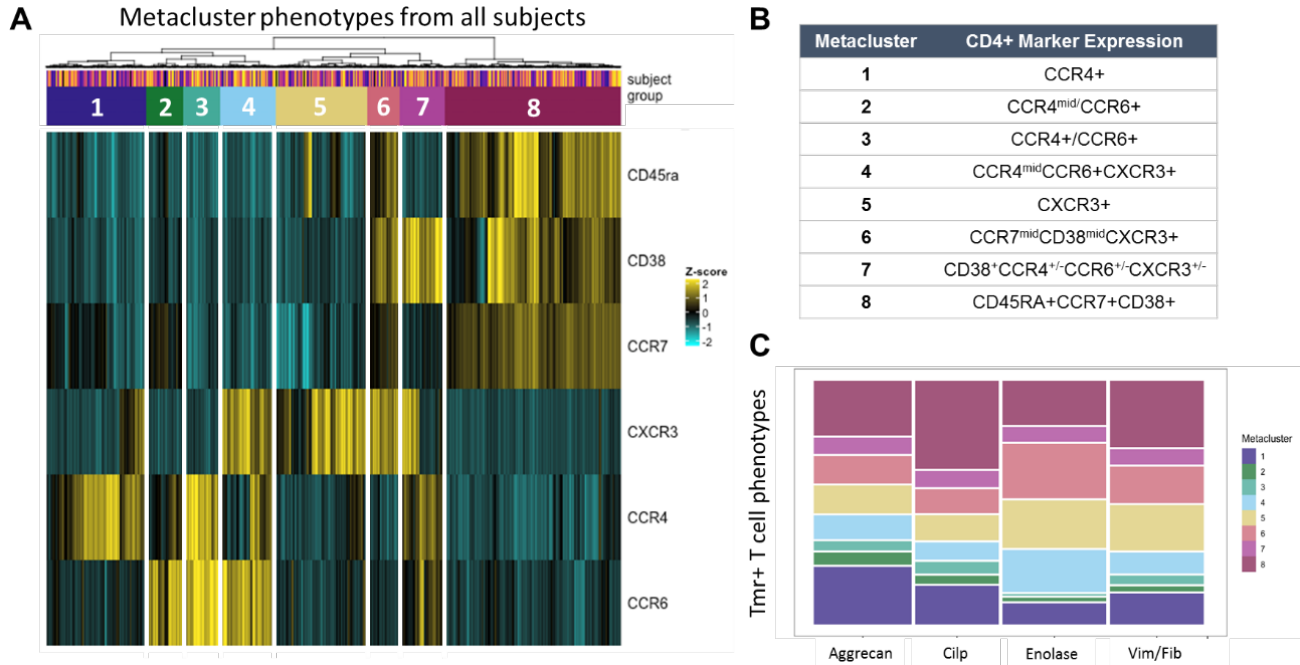 A
Metacluster phenotypes from all subjects
subject
group
1 2 3 4 5 6 7 8
CD45ra
CD38
CCR7
CXCR3
CCR4
CCR6
Z-score
2
1
0
-1
-2
B
Metacluster CD4+ Marker Expression
1 CCR4+
2 CCR4mid/CCR6+
3 CCR4+/CCR6+
4 CCR4midCCR6+CXCR3+
5 CXCR3+
6 CCR7midCD38midCXCR3+
7 CD38+CCR4+/-CCR6+/-CXCR3+/-
8 CD45RA+CCR7+CD38+
C
Tmr+ T cell phenotypes
Aggrecan Cilp Enolase Vim/Fib
Metacluster
1
2
3
4
5
6
7
8